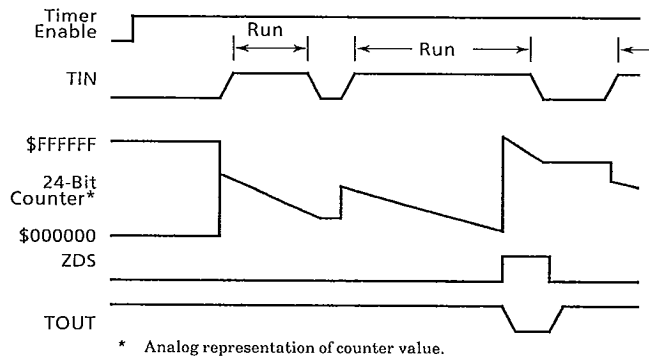 Timer
Enable
Run
Run
TIN
$FFFFFF
24-Bit
Counter*
$000000
ZDS
TOUT
* Analog representation of counter value.